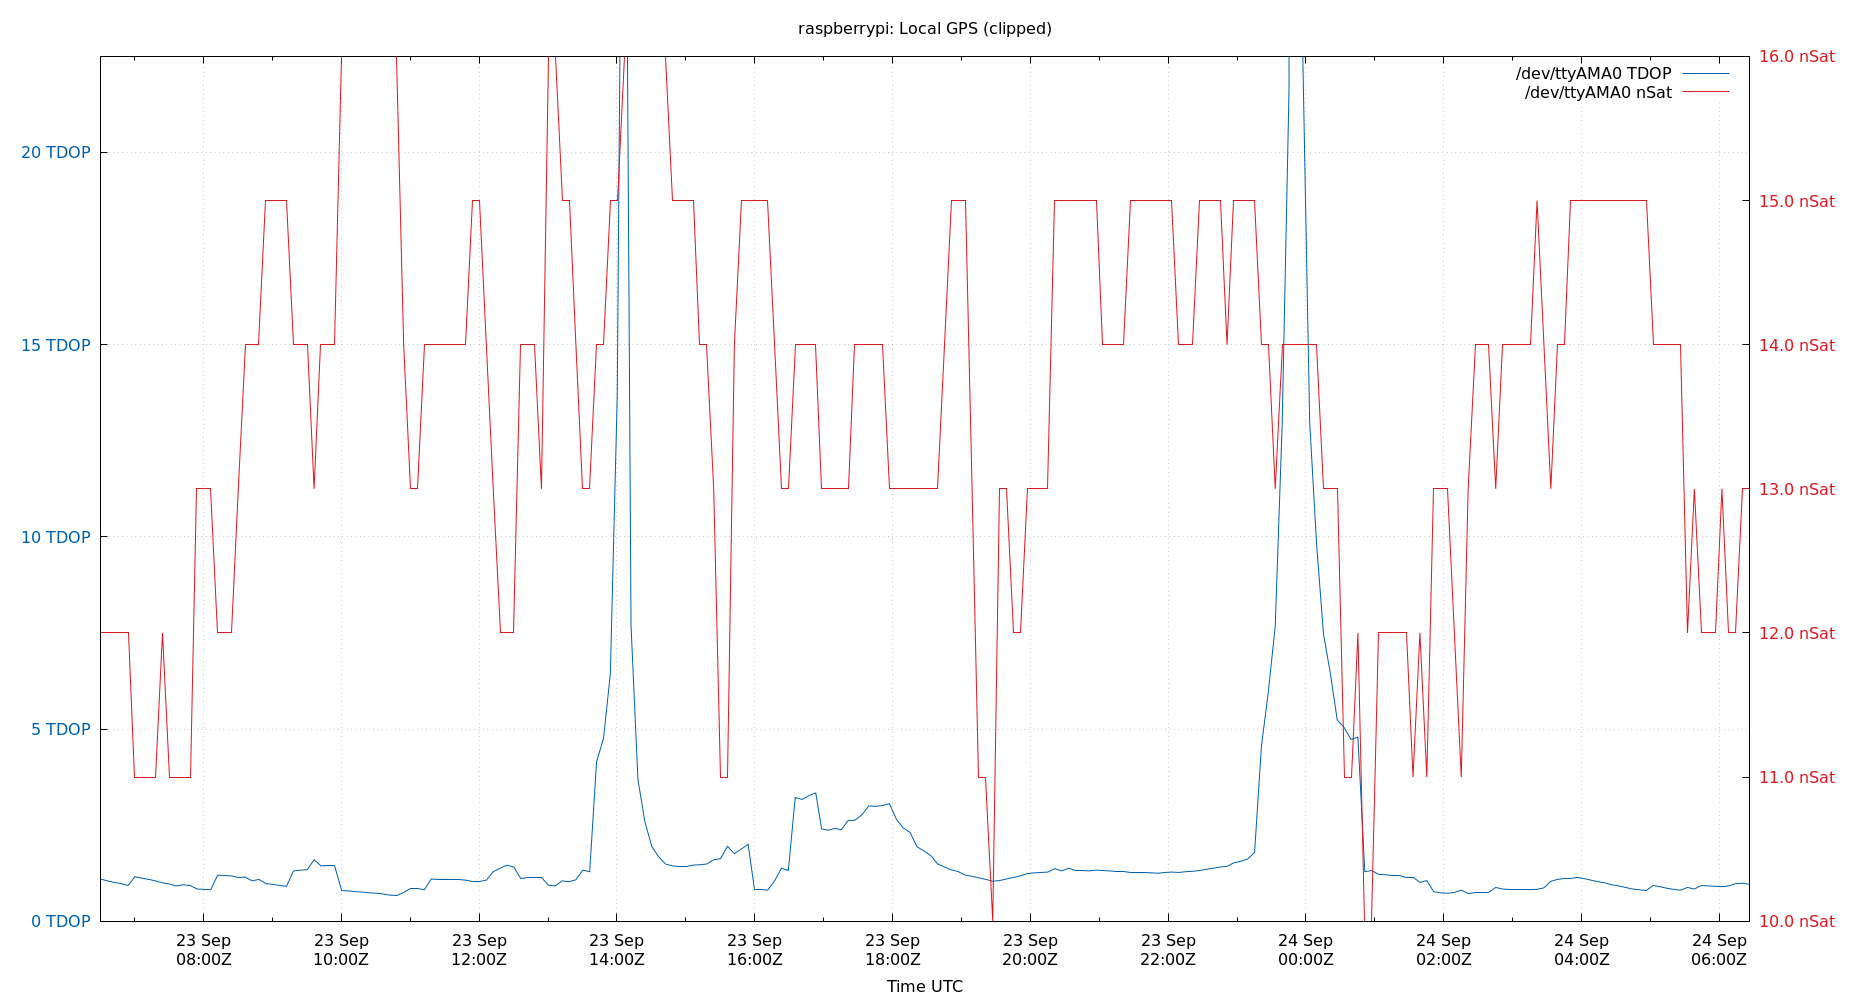 raspberrypi: Local GPS (clipped)
/dev/ttyAMA0 TDOP
/dev/ttyAMA0 nSat
20 TDOP
15 TDOP
10 TDOP
5 TDOP
0 TDOP
16.0 nSat
15.0 nSat
14.0 nSat
13.0 nSat
12.0 nSat
11.0 nSat
10.0 nSat
23 Sep
08:00Z
23 Sep
10:00Z
23 Sep
12:00Z
23 Sep
14:00Z
23 Sep
16:00Z
23 Sep
18:00Z
23 Sep
20:00Z
23 Sep
22:00Z
24 Sep
00:00Z
24 Sep
02:00Z
24 Sep
04:00Z
24 Sep
06:00Z
Time UTC